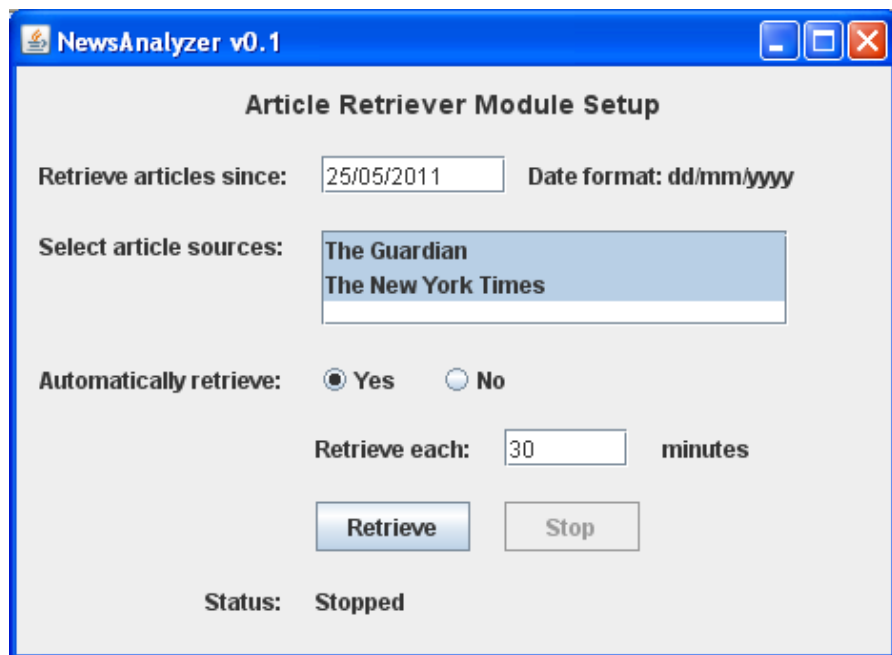 NewsAnalyzer v0.1
Article Retriever Module Setup
Retrieve articles since: 25/05/2011 Date format: dd/mm/yyyy
Select article sources: The Guardian
The New York Times
Automatically retrieve: Yes No
Retrieve each: 30 minutes
Retrieve Stop
Status: Stopped